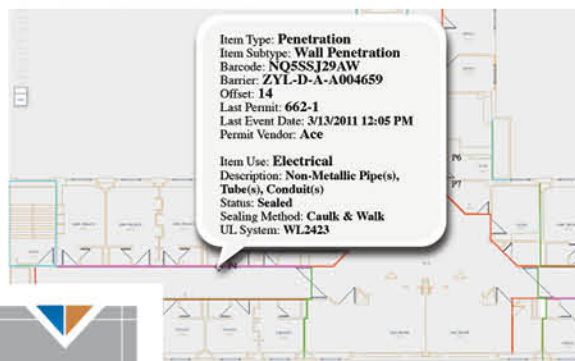 Item Type: Penetration
Item Subtype: Wall Penetration
Barcode: NQ5SSJ29AW
Barrier: ZYL-D-A-A004659
Offset: 14
Last Permit: 662-1
Last Event Date: 3/13/2011 12:05 PM
Permit Vendor: Ace
Item Use: Electrical
Description: Non-Metallic Pipe(s),
Tube(s), Conduit(s)
Status: Sealed
Sealing Method: Caulk & Walk
UL System: WL2423
P6
P7